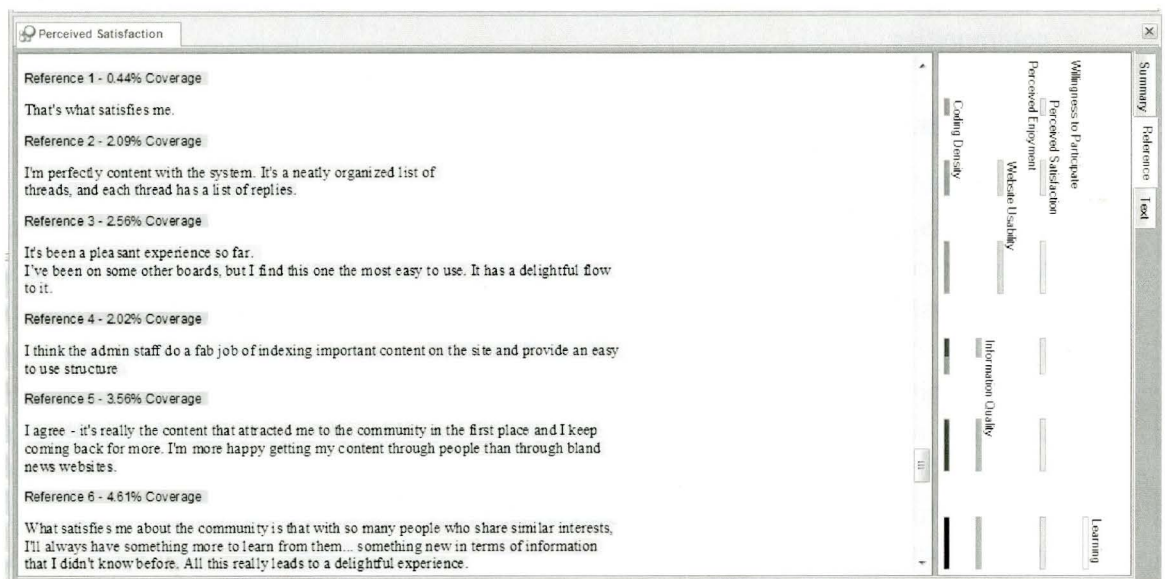 Perceived Satisfaction
Reference 1 - 0.44% Coverage
That's what satisfies me.
Reference 2 - 2.09% Coverage
I'm perfectly content with the system. It's a neatly organized list of
threads, and each thread has a list of replies.
Reference 3 - 2.56% Coverage
It's been a pleasant experience so far.
I've been on some other boards, but I find this one the most easy to use. It has a delightful flow
to it.
Reference 4 - 2.02% Coverage
I think the admin staff do a fab job of indexing important content on the site and provide an easy
to use structure
Reference 5 - 3.56% Coverage
I agree - it's really the content that attracted me to the community in the first place and I keep
coming back for more. I'm more happy getting my content through people than through bland
news websites.
Reference 6 - 4.61% Coverage
What satisfies me about the community is that with so many people who share similar interests,
I'll always have something more to learn from them... something new in terms of information
that I didn't know before. All this really leads to a delightful experience.
Summary
Reference
Text
Willingness to Participate
Perceived Satisfaction
Perceived Enjoyment
Website Usability
Coding Density
Information Quality
Learning